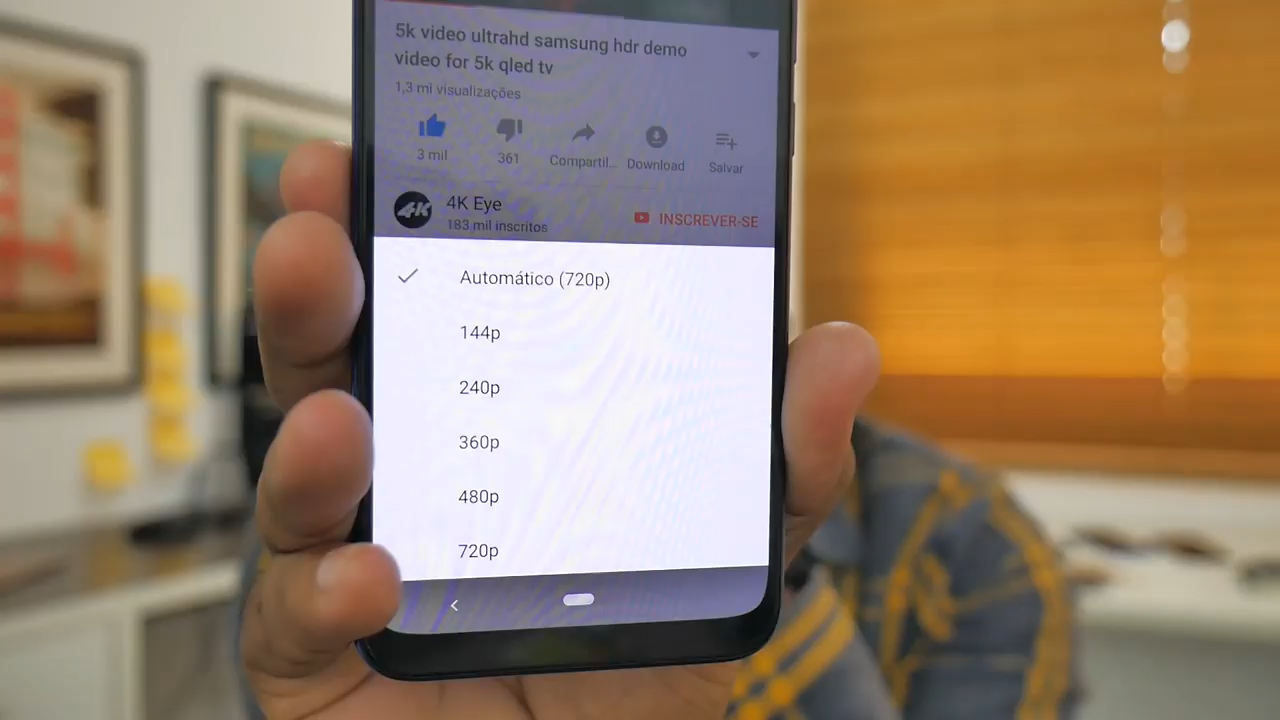 5k video ultrahd samsung hdr demo
video for 5k qled tv
1,3 mi visualizações
3 mil
361
Compartil...
Download
Salvar
4K
4K Eye
183 mil inscritos
INSCREVER-SE
Automático (720p)
144p
240p
360p
480p
720p